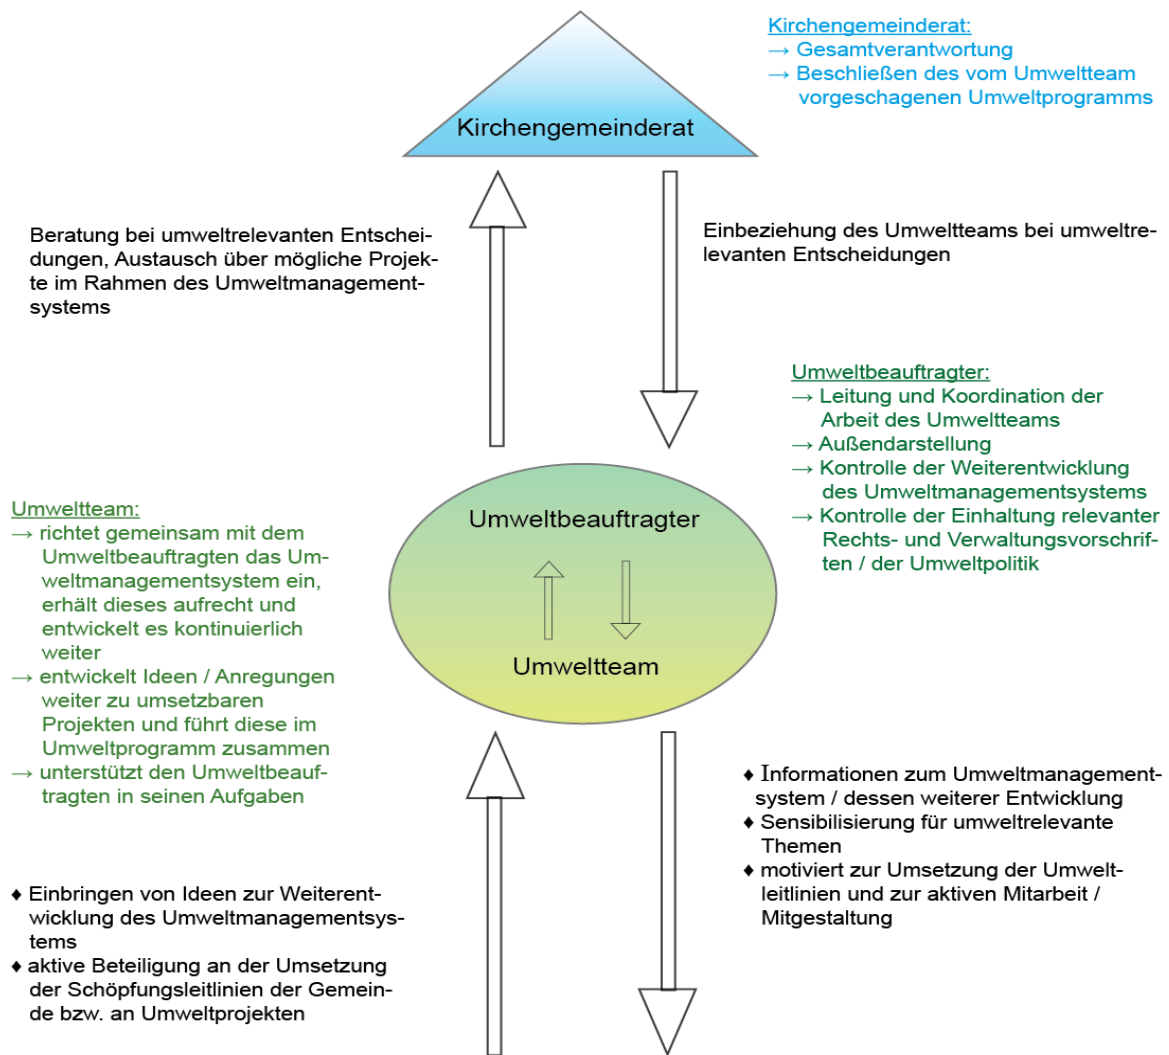 Kirchengemeinderat:
→ Gesamtverantwortung
→ Beschließen des vom Umweltteam
vorgeschagenen Umweltprogramms
Kirchengemeinderat
Beratung bei umweltrelevanten Entschei-
dungen, Austausch über mögliche Projek-
te im Rahmen des Umweltmanagement-
systems
Einbeziehung des Umweltteams bei umweltre-
levanten Entscheidungen
Umweltbeauftragter:
→ Leitung und Koordination der
Arbeit des Umweltteams
→ Außendarstellung
→ Kontrolle der Weiterentwicklung
des Umweltmanagementsystems
→ Kontrolle der Einhaltung relevanter
Rechts- und Verwaltungsvorschrif-
ten / der Umweltpolitik
Umweltteam:
→ richtet gemeinsam mit dem
Umweltbeauftragten das Um-
weltmanagementsystem ein,
erhält dieses aufrecht und
entwickelt es kontinuierlich
weiter
→ entwickelt Ideen / Anregungen
weiter zu umsetzbaren
Projekten und führt diese im
Umweltprogramm zusammen
→ unterstützt den Umweltbeauf-
tragten in seinen Aufgaben
Umweltbeauftragter
Umweltteam
♦ Informationen zum Umweltmanagement-
system / dessen weiterer Entwicklung
♦ Sensibilisierung für umweltrelevante
Themen
♦ motiviert zur Umsetzung der Umwelt-
leitlinien und zur aktiven Mitarbeit /
Mitgestaltung
♦ Einbringen von Ideen zur Weiterent-
wicklung des Umweltmanagementsys-
tems
♦ aktive Beteiligung an der Umsetzung
der Schöpfungsleitlinien der Gemein-
de bzw. an Umweltprojekten